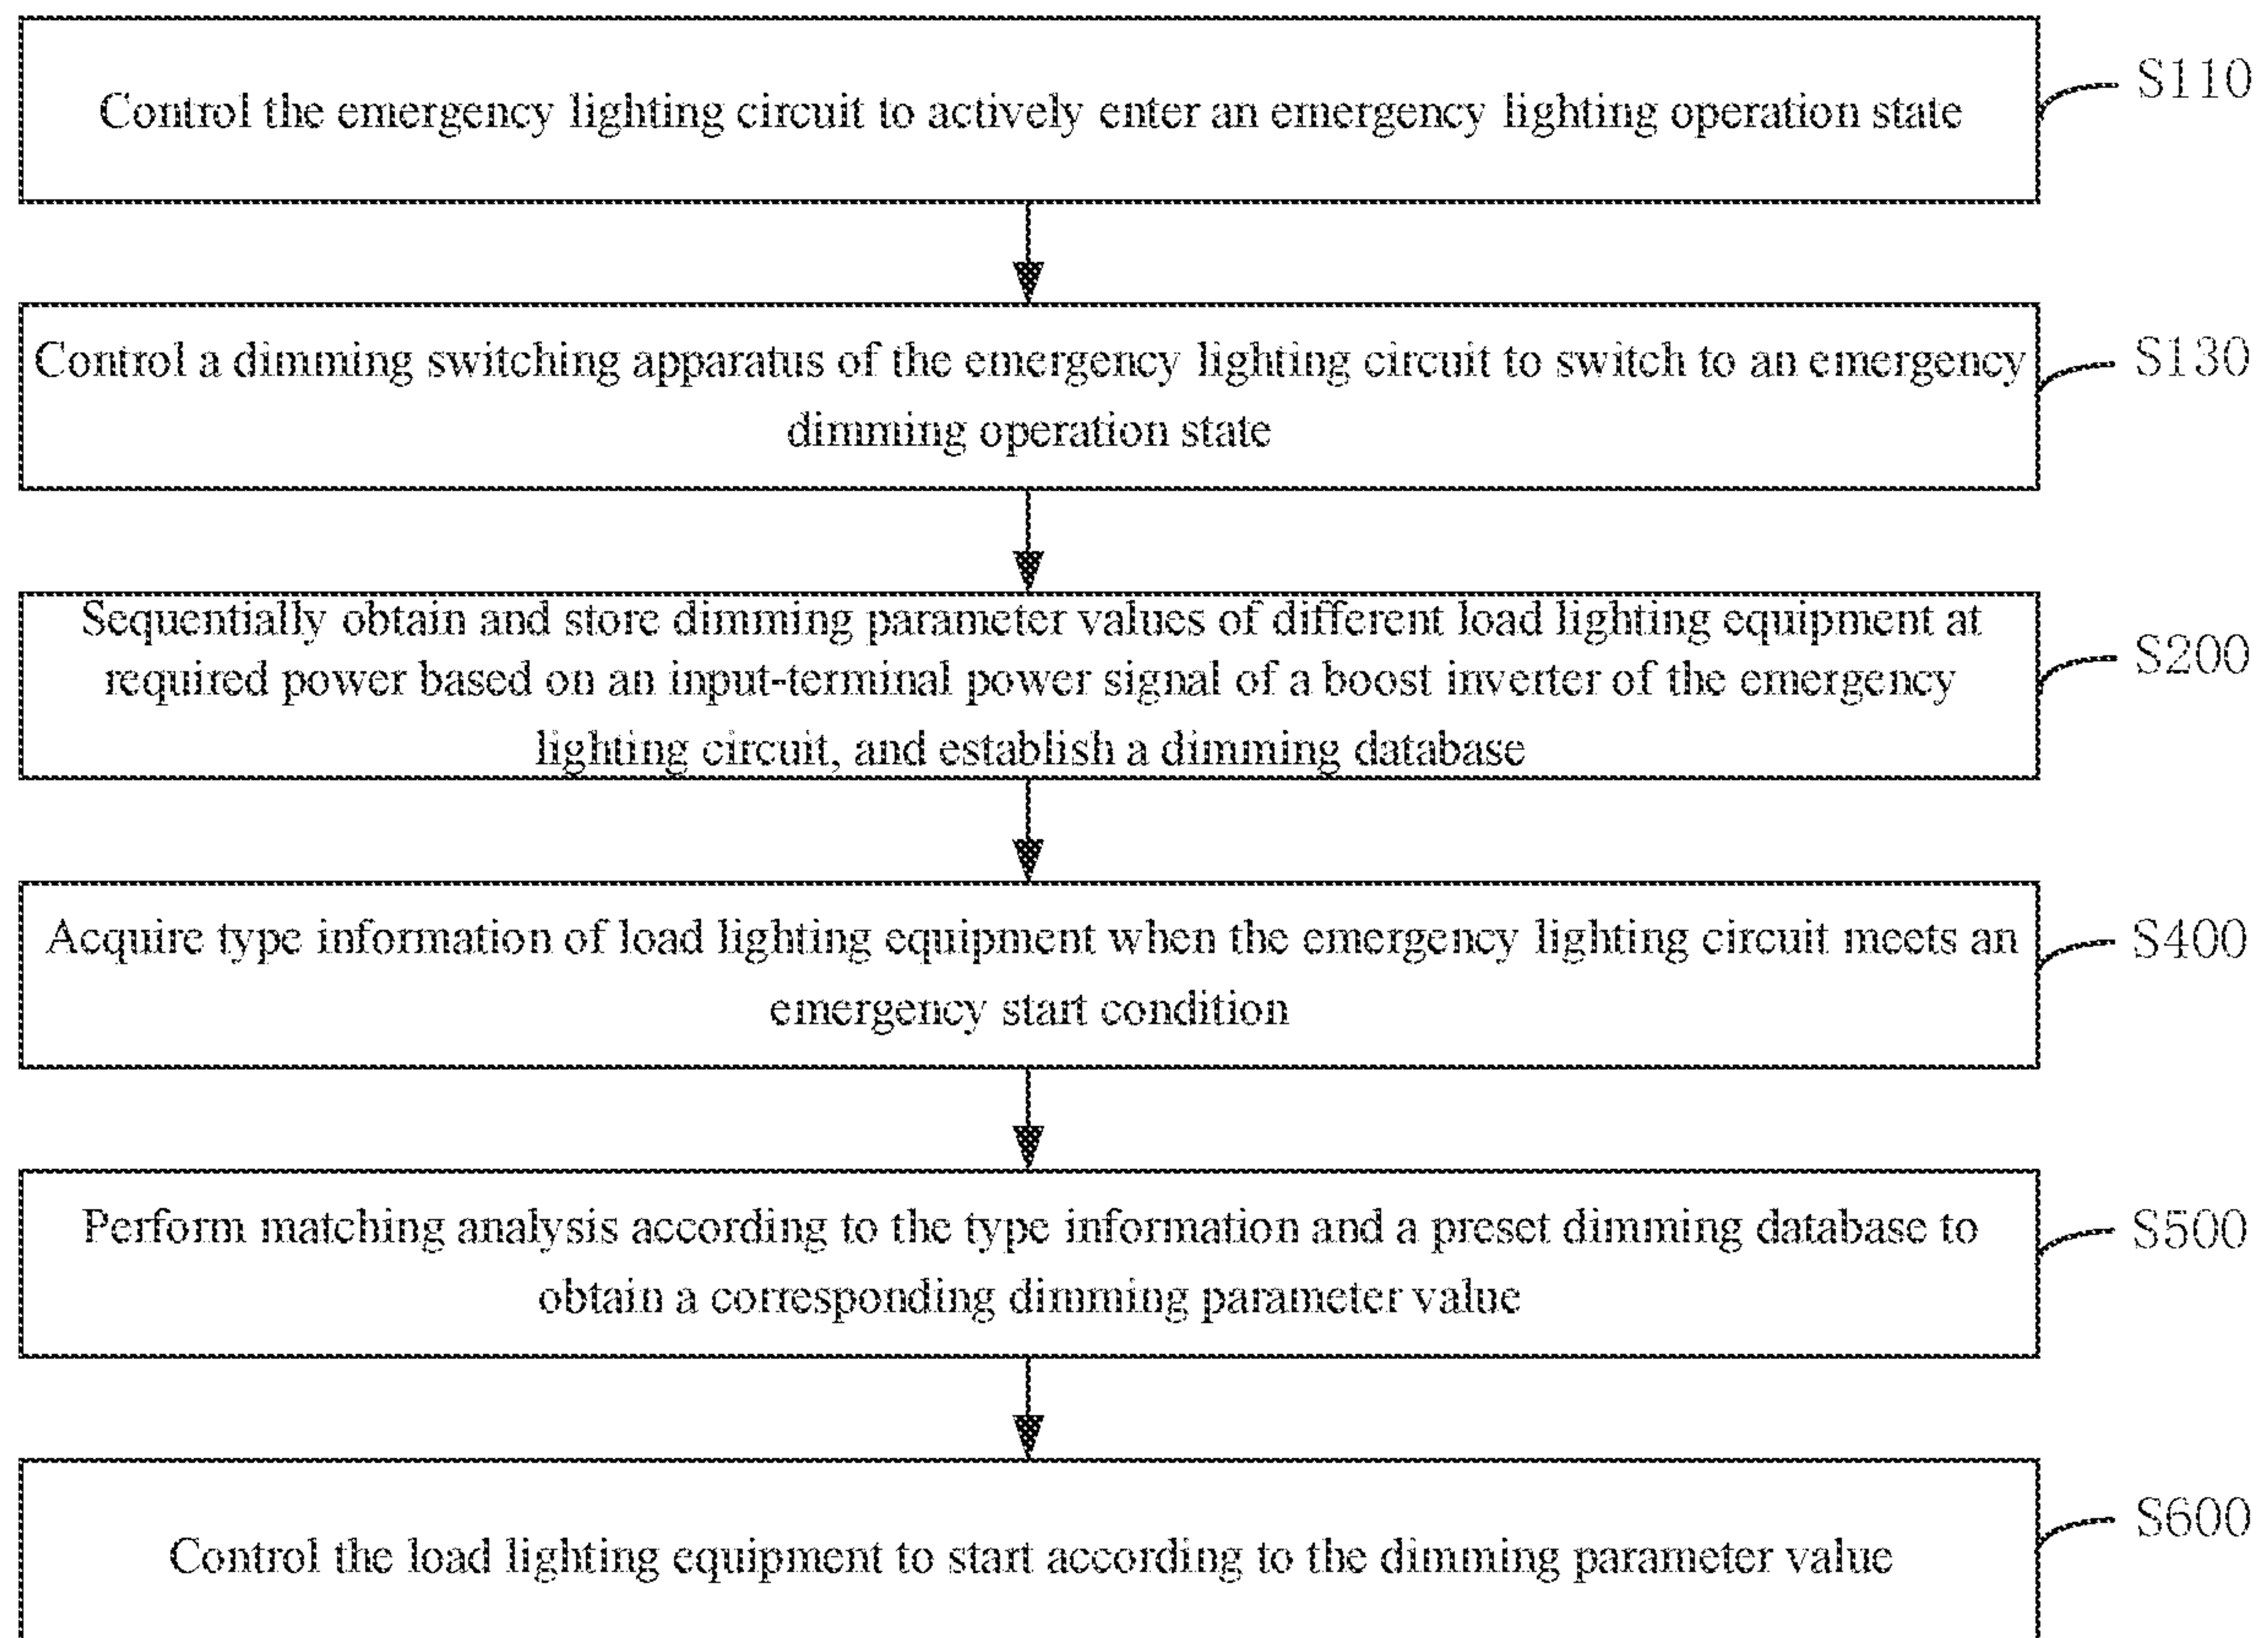 Control the emergency lighting circuit to actively enter an emergency lighting operation state
S110
Control a dimming switching apparatus of the emergency lighting circuit to switch to an emergency
dimming operation state
S130
Sequentially obtain and store dimming parameter values of different load lighting equipment at
required power based on an input-terminal power signal of a boost inverter of the emergency
lighting circuit, and establish a dimming database
S200
Acquire type information of load lighting equipment when the emergency lighting circuit meets an
emergency start condition
S400
Perform matching analysis according to the type information and a preset dimming database to
obtain a corresponding dimming parameter value
S500
Control the load lighting equipment to start according to the dimming parameter value
S600